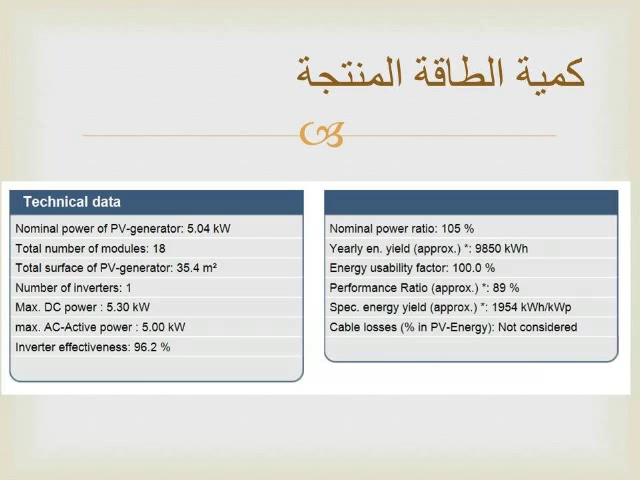 كمية الطاقة المنتجة
Technical data
Nominal power of PV-generator: 5.04 kW
Total number of modules: 18
Total surface of PV-generator: 35.4 m²
Number of inverters: 1
Max. DC power : 5.30 kW
max. AC-Active power : 5.00 kW
Inverter effectiveness: 96.2 %
Nominal power ratio: 105 %
Yearly en. yield (approx.) *: 9850 kWh
Energy usability factor: 100.0 %
Performance Ratio (approx.) *: 89 %
Spec. energy yield (approx.) *: 1954 kWh/kWp
Cable losses (% in PV-Energy): Not considered